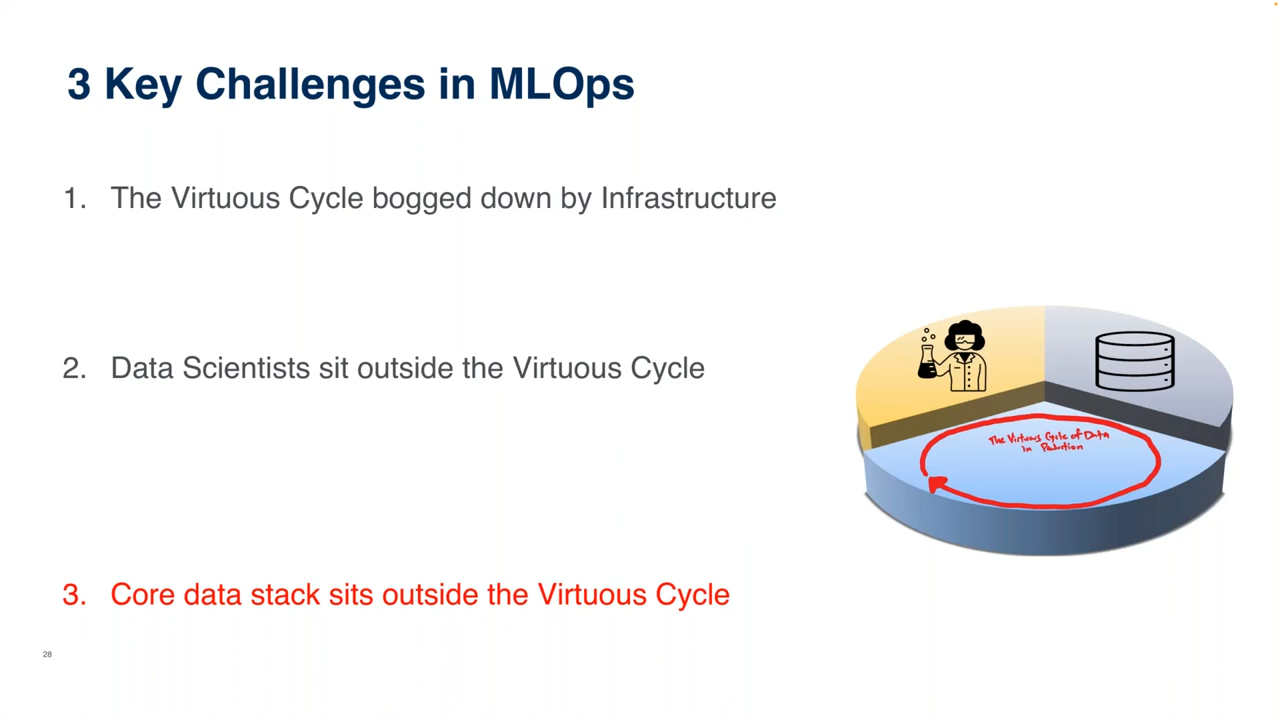 3 Key Challenges in MLOps
1. The Virtuous Cycle bogged down by Infrastructure
2. Data Scientists sit outside the Virtuous Cycle
The Virtuous Cycle of Data
in Production
3. Core data stack sits outside the Virtuous Cycle
28